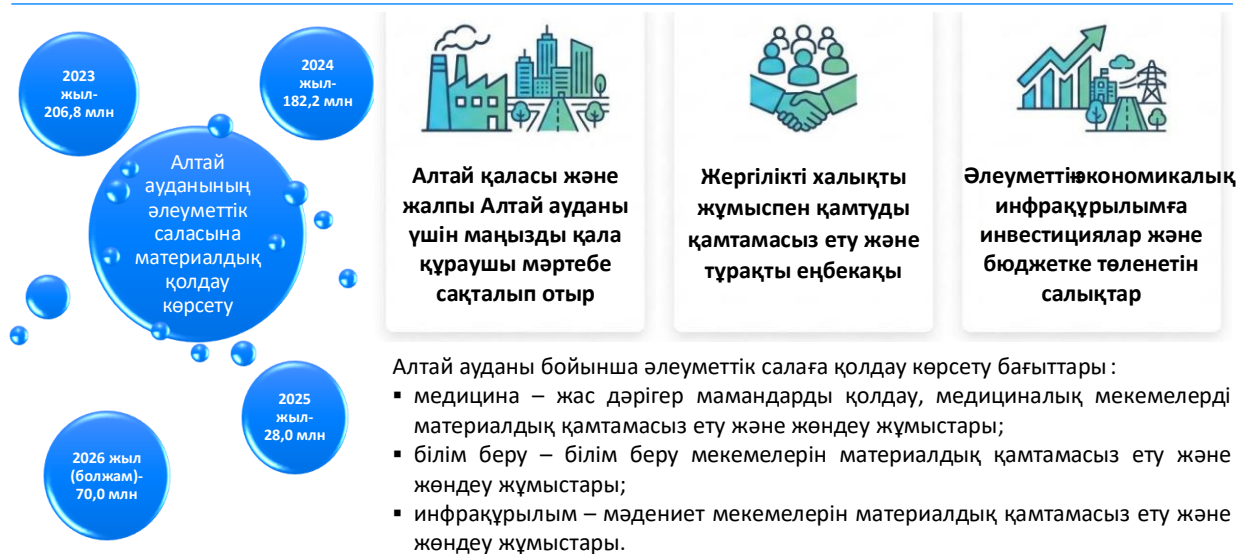 2023
жыл-
206,8 млн
2024
жыл-
182,2 млн
Алтай
ауданының
әлеуметтік
саласына
материалдық
қолдау
көрсету
2025
жыл-
28,0 млн
2026 жыл
(болжам)-
70,0 млн
Алтай қаласы және
жалпы Алтай ауданы
үшін маңызды қала
құраушы мәртебе
сақталып отыр
Жергілікті халықты
жұмыспен қамтуды
қамтамасыз ету және
тұрақты еңбекақы
Әлеуметтік-экономикалық
инфрақұрылымға
инвестициялар және
бюджетке төленетін
салықтар
Алтай ауданы бойынша әлеуметтік салаға қолдау көрсету бағыттары :
▪ медицина – жас дәрігер мамандарды қолдау, медициналық мекемелерді
материалдық қамтамасыз ету және жөндеу жұмыстары;
▪ білім беру – білім беру мекемелерін материалдық қамтамасыз ету және
жөндеу жұмыстары;
▪ инфрақұрылым – мәдениет мекемелерін материалдық қамтамасыз ету және
жөндеу жұмыстары.